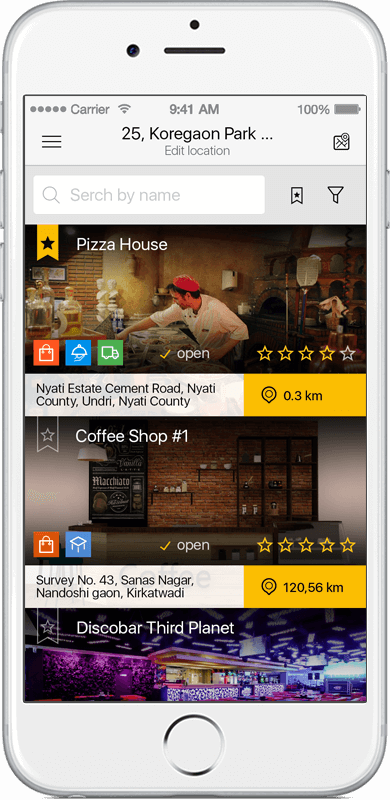 Carrier 9:41 AM 100%
25, Koregaon Park ...
Edit location
Serch by name
Pizza House
open
Nyati Estate Cement Road, Nyati
County, Undri, Nyati County
0.3 km
Coffee Shop #1
Vanilla
Macchiato
open
Coffee
Survey No. 43, Sanas Nagar,
Nandoshi gaon, Kirkatwadi
120,56 km
Discobar Third Planet